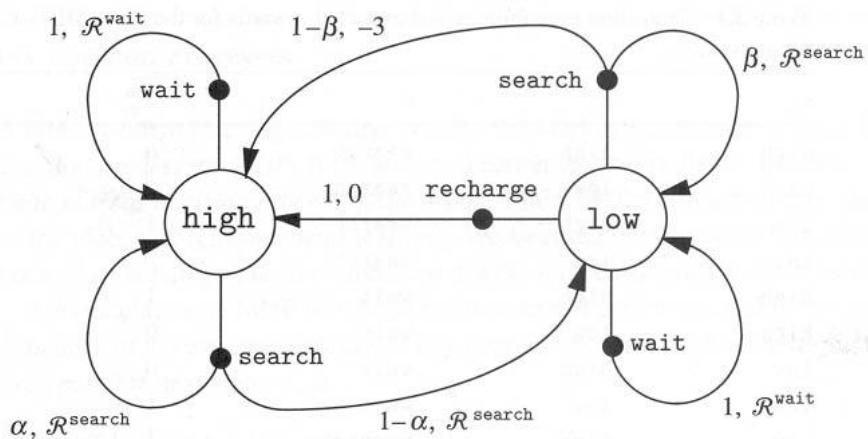 1, ℛ^wait
1−β, −3
β, ℛ^search
wait
search
1, 0
recharge
high
low
search
wait
α, ℛ^search
1−α, ℛ^search
1, ℛ^wait